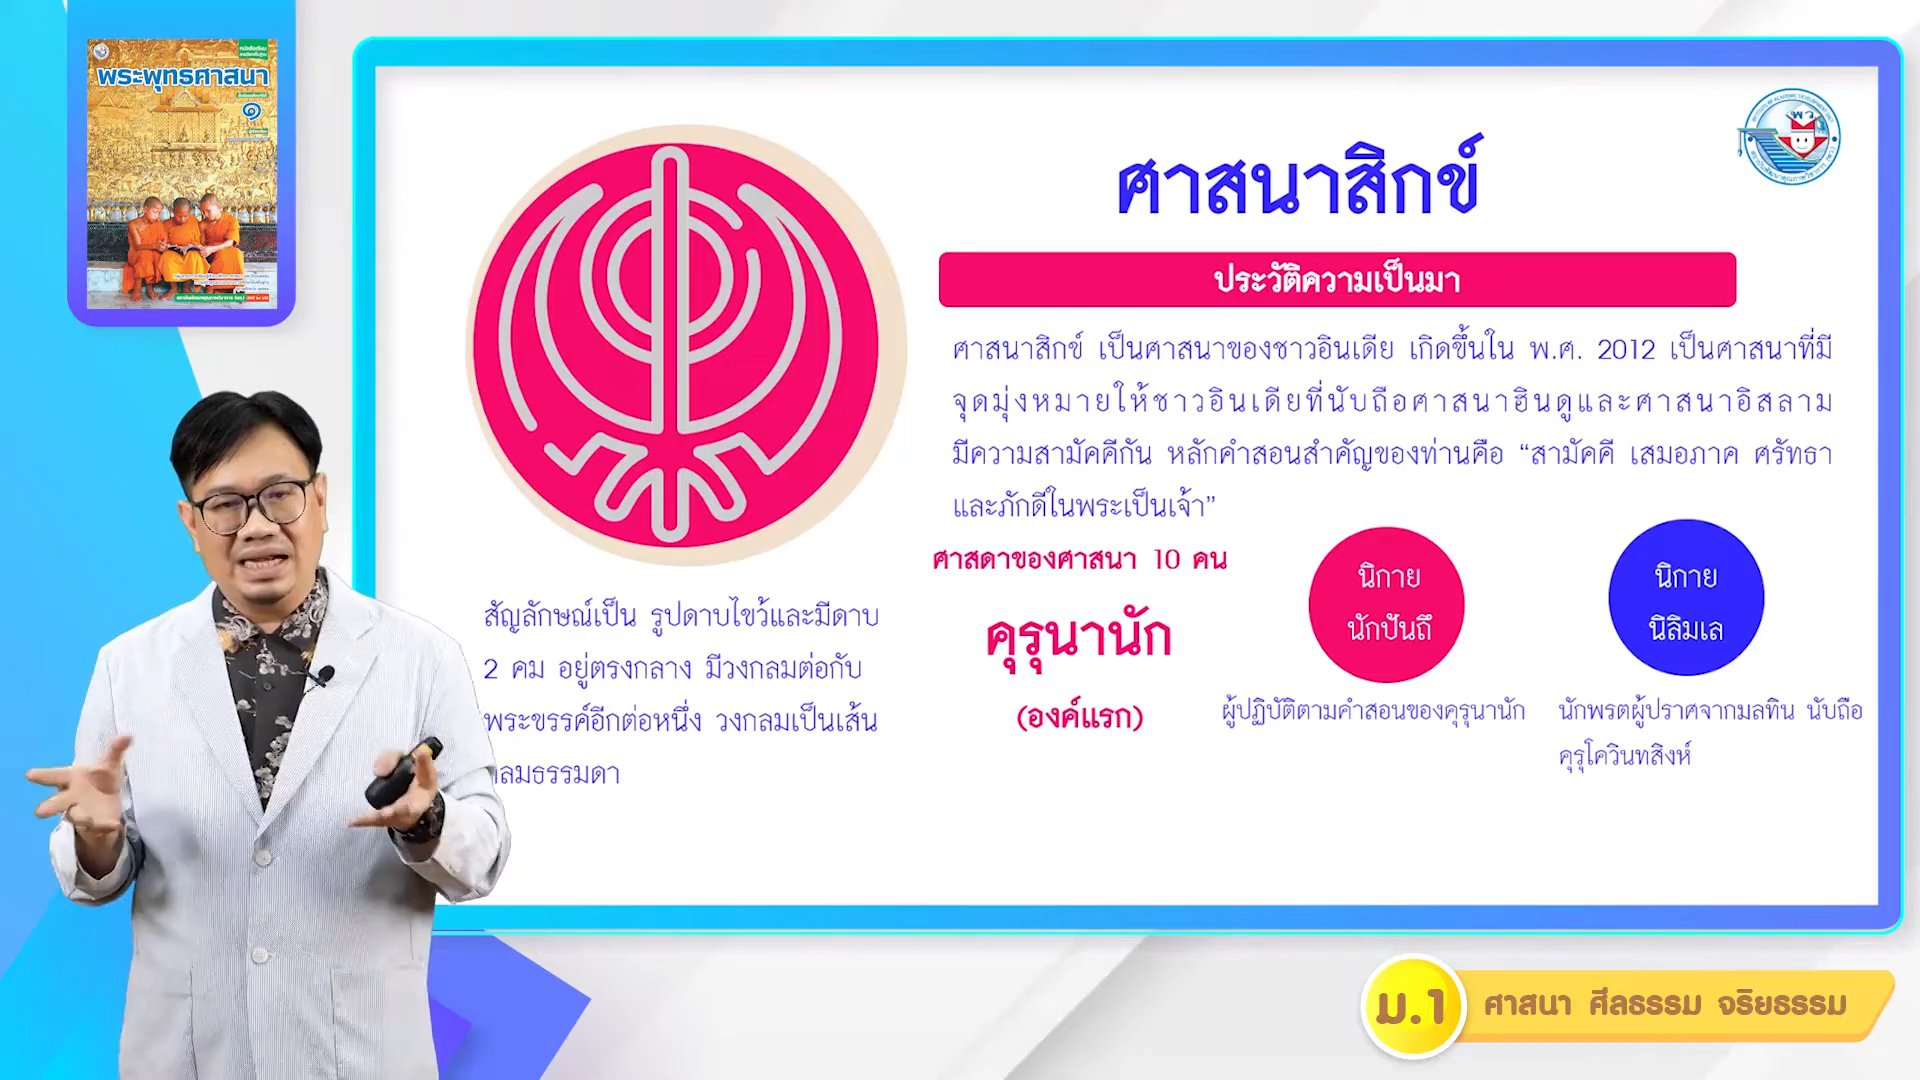 พระพุทธศาสนา
๑
ศาสนาสิกข์
ประวัติความเป็นมา
ศาสนาสิกข์ เป็นศาสนาของชาวอินเดีย เกิดขึ้นใน พ.ศ. 2012 เป็นศาสนาที่มี
จุดมุ่งหมายให้ชาวอินเดียที่นับถือศาสนาฮินดูและศาสนาอิสลาม
มีความสามัคคีกัน หลักคำสอนสำคัญของท่านคือ “สามัคคี เสมอภาค ศรัทธา
และภักดีในพระเป็นเจ้า”
ศาสดาของศาสนา 10 คน
คุรุนานัก
(องค์แรก)
นิกาย
นักปันถี
ผู้ปฏิบัติตามคำสอนของคุรุนานัก
นิกาย
นิลิมเล
นักพรตผู้ปราศจากมลทิน นับถือ
คุรุโควินทสิงห์
สัญลักษณ์เป็น รูปดาบไขว้และมีดาบ
2 คม อยู่ตรงกลาง มีวงกลมต่อกับ
พระขรรค์อีกต่อหนึ่ง วงกลมเป็นเส้น
กลมธรรมดา
พว
ม.1
ศาสนา ศีลธรรม จริยธรรม